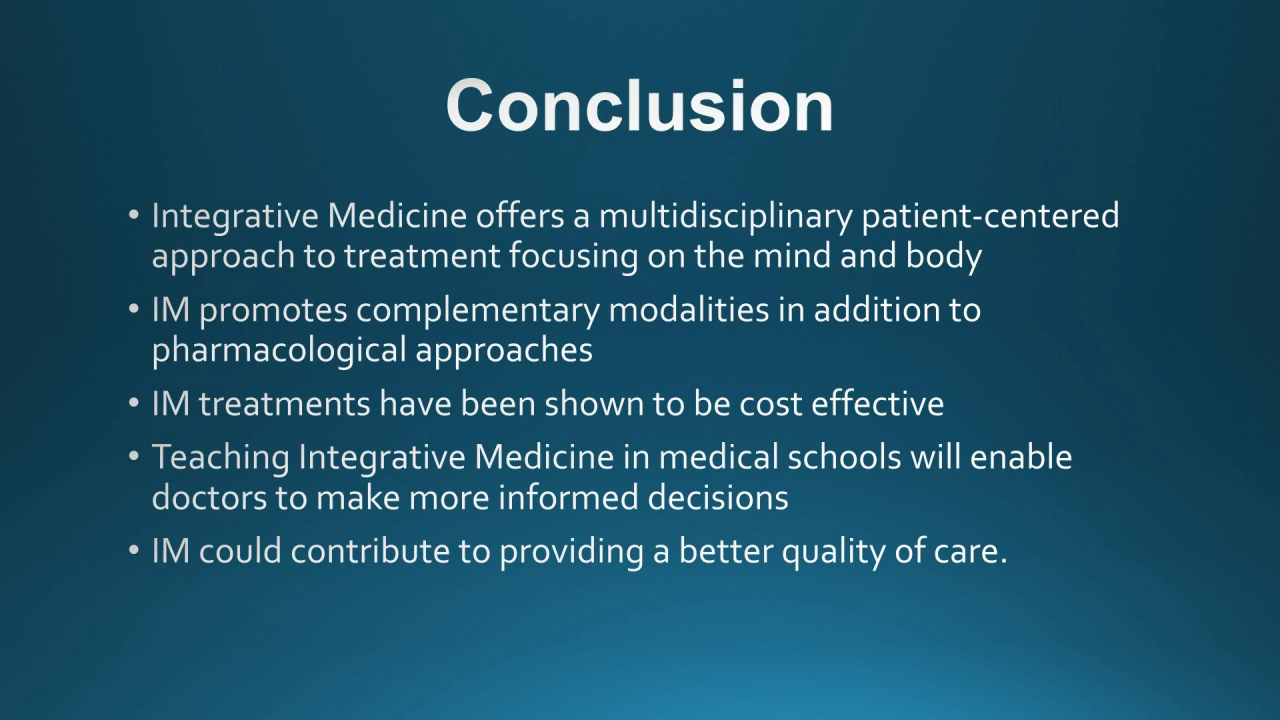 Conclusion
• Integrative Medicine offers a multidisciplinary patient-centered
approach to treatment focusing on the mind and body
• IM promotes complementary modalities in addition to
pharmacological approaches
• IM treatments have been shown to be cost effective
• Teaching Integrative Medicine in medical schools will enable
doctors to make more informed decisions
• IM could contribute to providing a better quality of care.